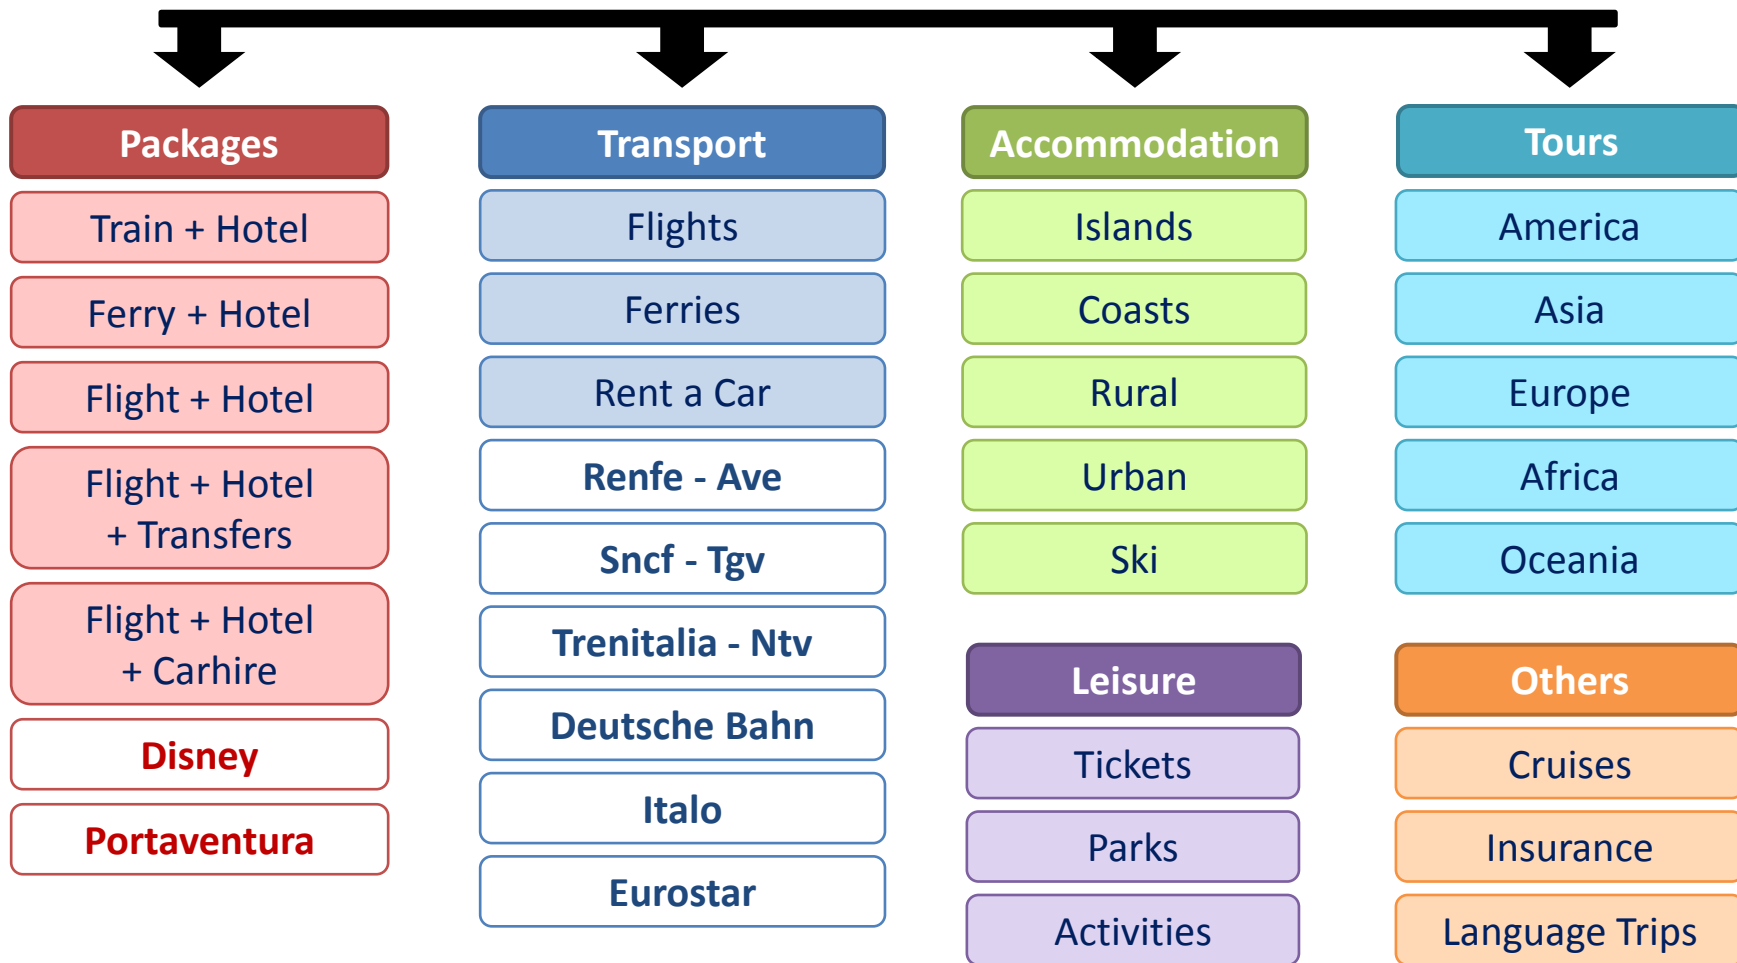 Packages
Train + Hotel
Ferry + Hotel
Flight + Hotel
Flight + Hotel
+ Transfers
Flight + Hotel
+ Carhire
Disney
Portaventura
Transport
Flights
Ferries
Rent a Car
Renfe - Ave
Sncf - Tgv
Trenitalia - Ntv
Deutsche Bahn
Italo
Eurostar
Accommodation
Islands
Coasts
Rural
Urban
Ski
Leisure
Tickets
Parks
Activities
Tours
America
Asia
Europe
Africa
Oceania
Others
Cruises
Insurance
Language Trips